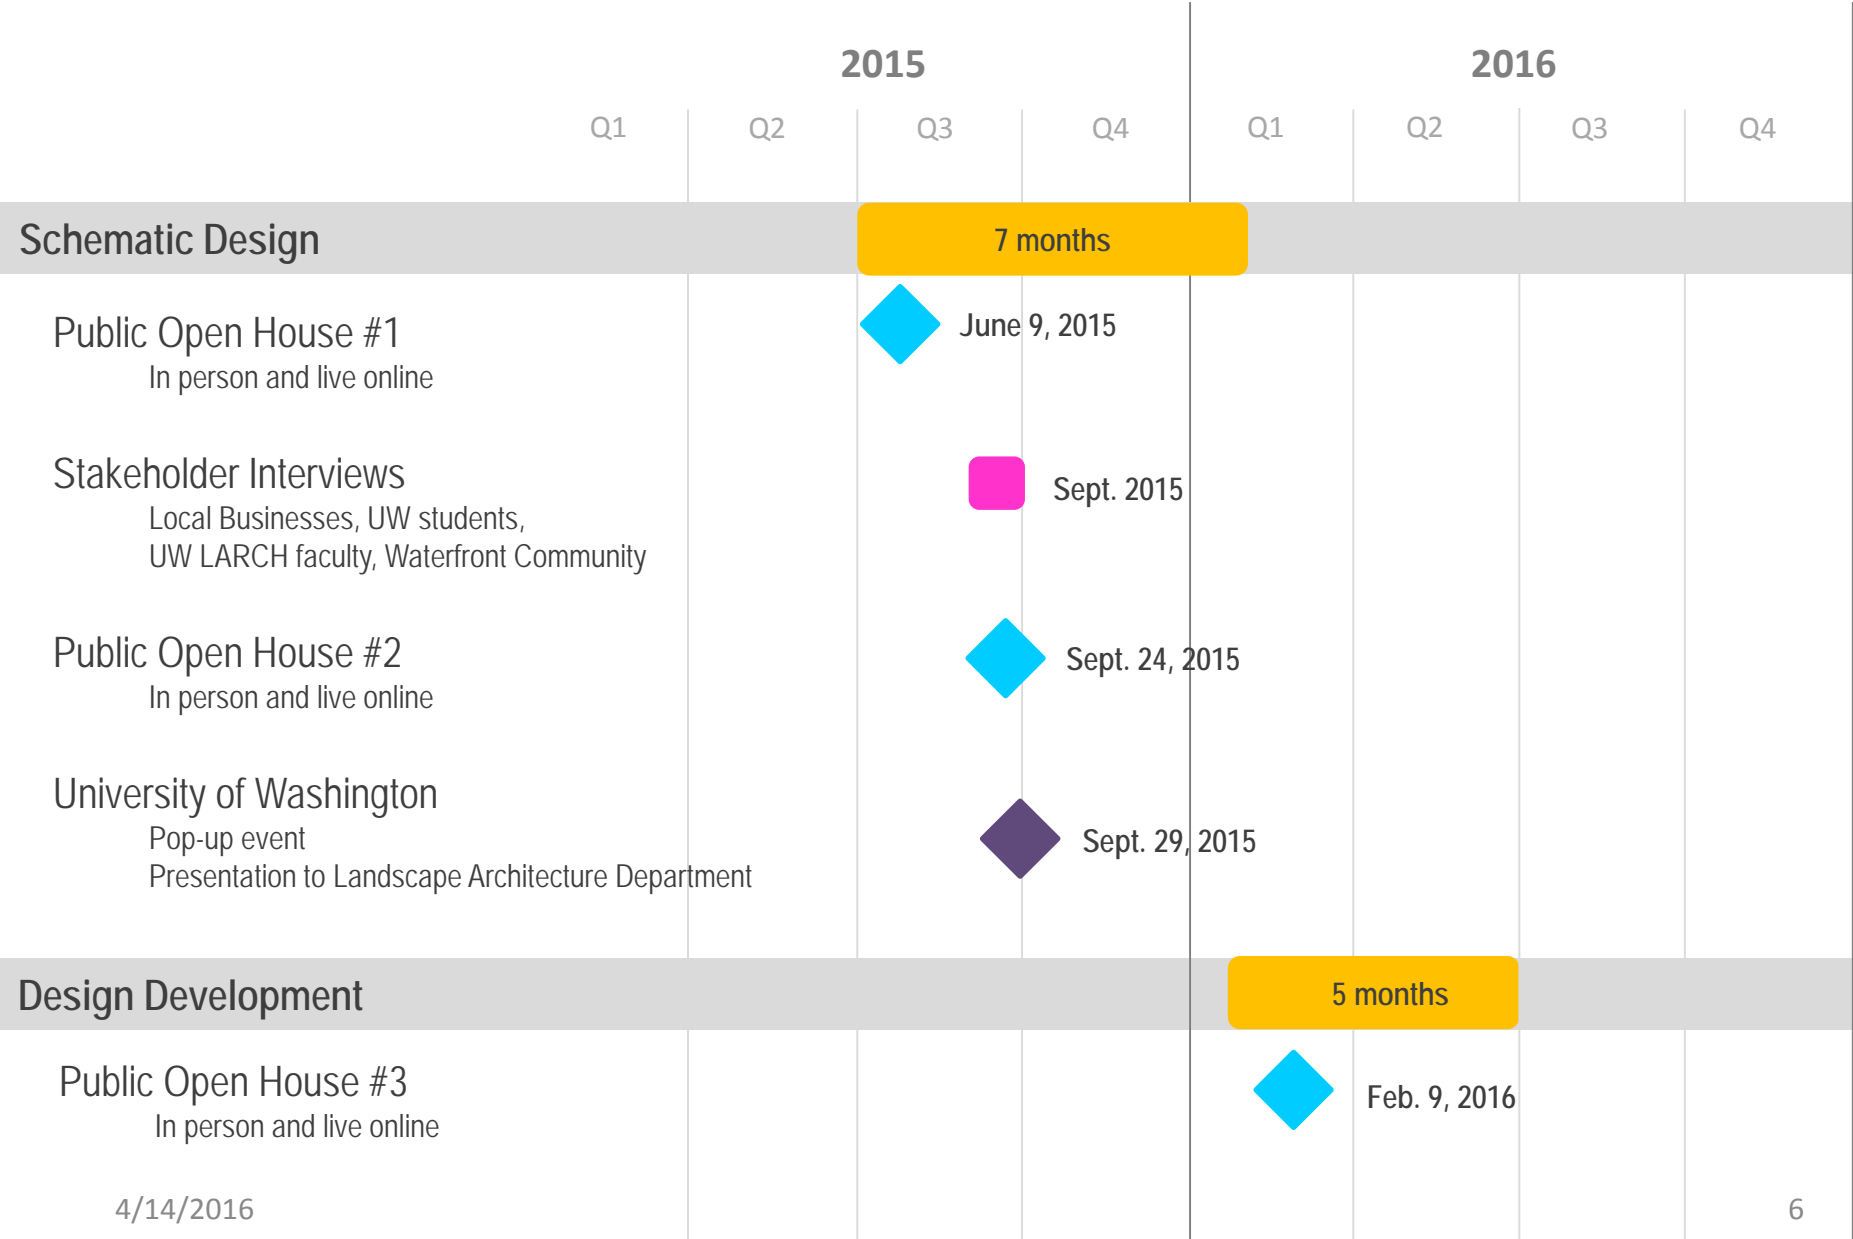 2015 2016
Q1 Q2 Q3 Q4 Q1 Q2 Q3 Q4
Schematic Design 7 months
Public Open House #1 June 9, 2015
In person and live online
Stakeholder Interviews Sept. 2015
Local Businesses, UW students,
UW LARCH faculty, Waterfront Community
Public Open House #2 Sept. 24, 2015
In person and live online
University of Washington
Pop-up event Sept. 29, 2015
Presentation to Landscape Architecture Department
Design Development 5 months
Public Open House #3 Feb. 9, 2016
In person and live online
4/14/2016 6